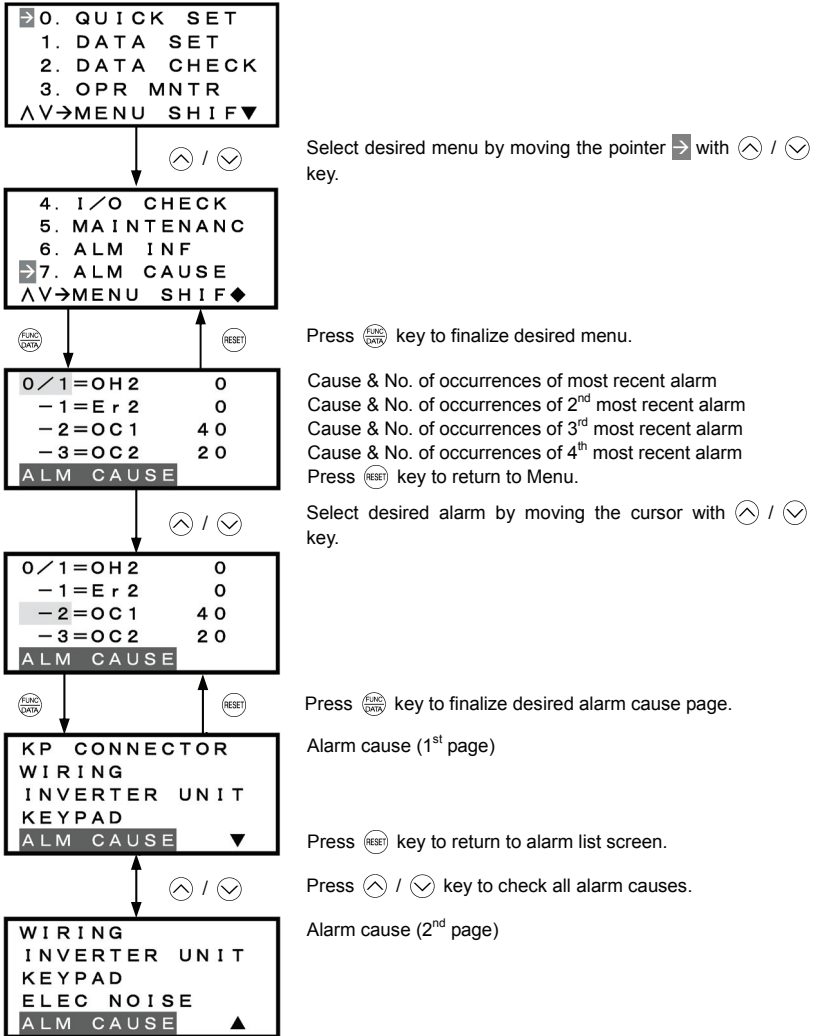 →0. QUICK SET
1. DATA SET
2. DATA CHECK
3. OPR MNTR
∧∨→MENU SHIF▼
∧ / ∨
Select desired menu by moving the pointer → with ∧ / ∨
key.
4. I/O CHECK
5. MAINTENANC
6. ALM INF
→7. ALM CAUSE
∧∨→MENU SHIF◆
FUNC
DATA
RESET
Press FUNC DATA key to finalize desired menu.
0/1=OH2 0
-1=Er2 0
-2=OC1 40
-3=OC2 20
ALM CAUSE
Cause & No. of occurrences of most recent alarm
Cause & No. of occurrences of 2nd most recent alarm
Cause & No. of occurrences of 3rd most recent alarm
Cause & No. of occurrences of 4th most recent alarm
Press RESET key to return to Menu.
∧ / ∨
Select desired alarm by moving the cursor with ∧ / ∨
key.
0/1=OH2 0
-1=Er2 0
-2=OC1 40
-3=OC2 20
ALM CAUSE
FUNC
DATA
RESET
Press FUNC DATA key to finalize desired alarm cause page.
KP CONNECTOR
WIRING
INVERTER UNIT
KEYPAD
ALM CAUSE ▼
Alarm cause (1st page)
Press RESET key to return to alarm list screen.
∧ / ∨
Press ∧ / ∨ key to check all alarm causes.
WIRING
INVERTER UNIT
KEYPAD
ELEC NOISE
ALM CAUSE ▲
Alarm cause (2nd page)